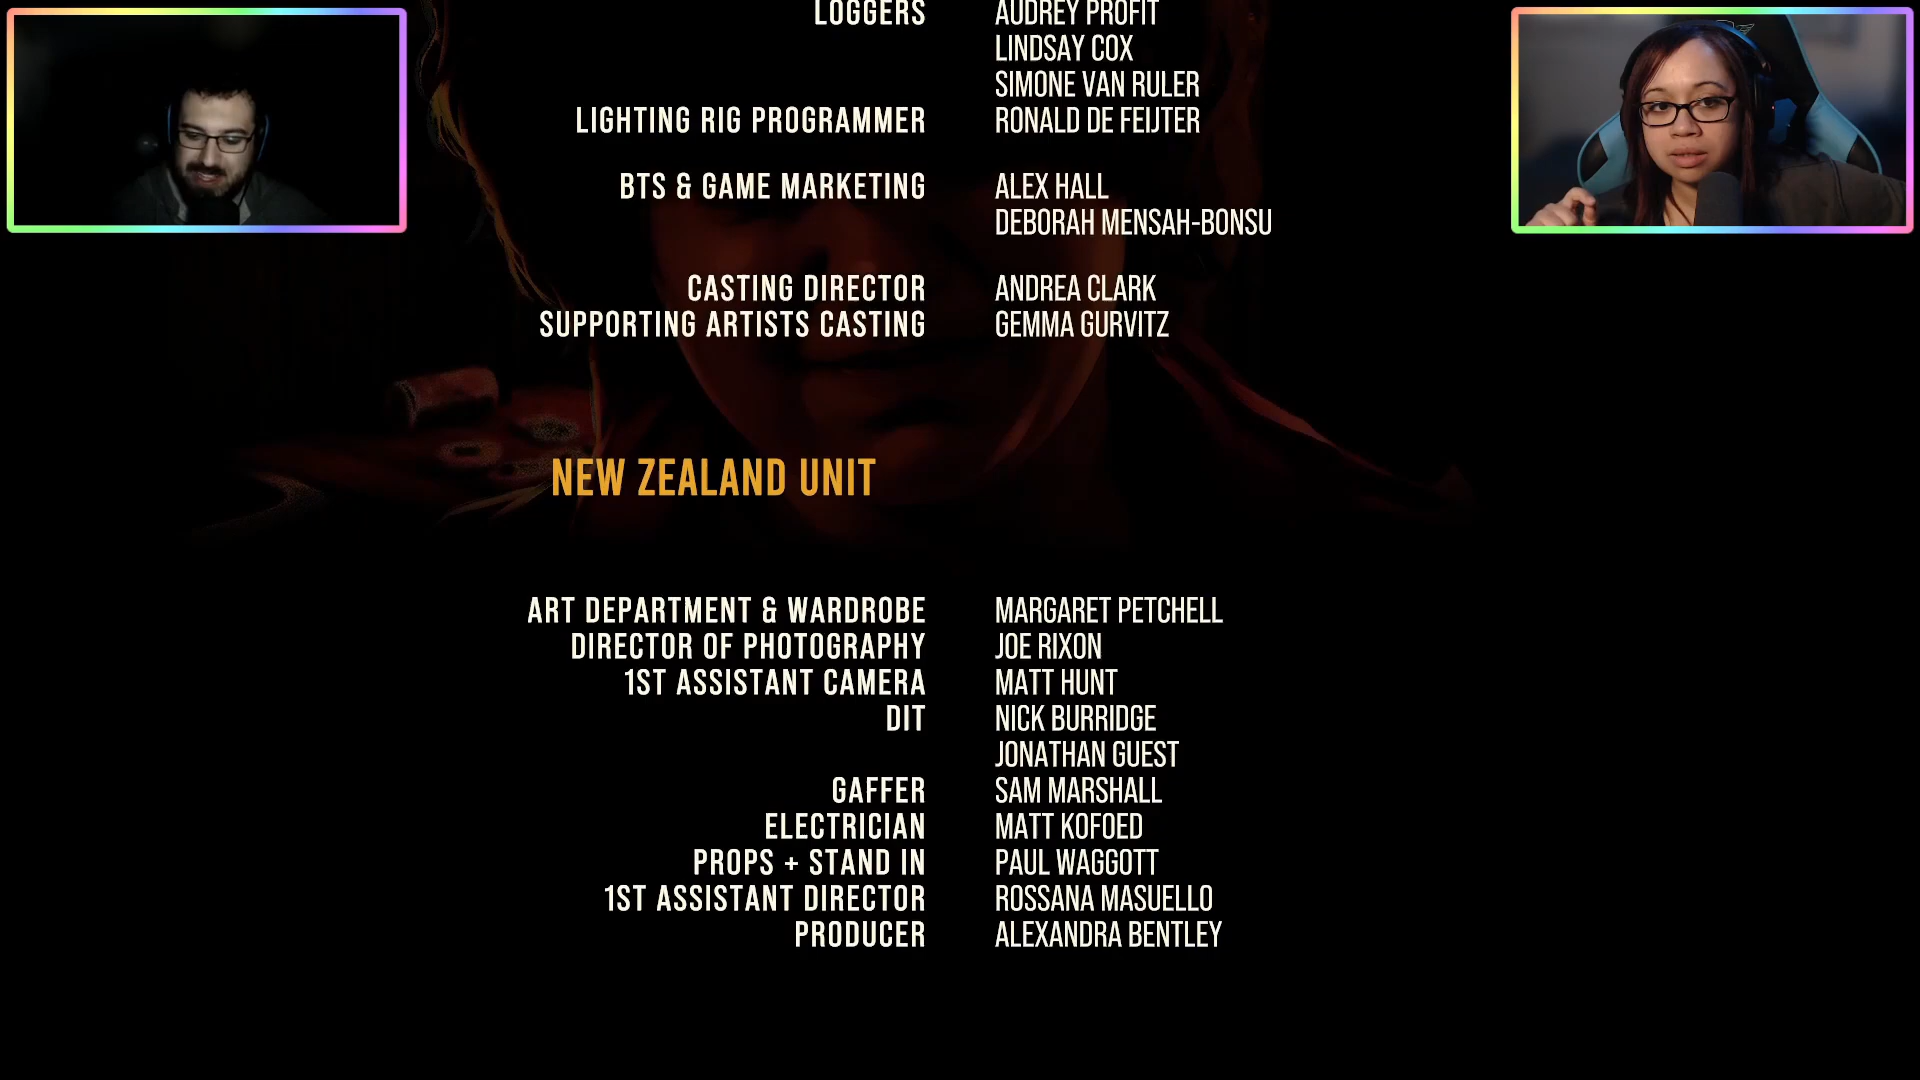 LOGGERS AUDREY PROFIT
LINDSAY COX
SIMONE VAN RULER
LIGHTING RIG PROGRAMMER RONALD DE FEIJTER
BTS & GAME MARKETING ALEX HALL
DEBORAH MENSAH-BONSU
CASTING DIRECTOR ANDREA CLARK
SUPPORTING ARTISTS CASTING GEMMA GURVITZ
NEW ZEALAND UNIT
ART DEPARTMENT & WARDROBE MARGARET PETCHELL
DIRECTOR OF PHOTOGRAPHY JOE RIXON
1ST ASSISTANT CAMERA MATT HUNT
DIT NICK BURRIDGE
JONATHAN GUEST
GAFFER SAM MARSHALL
ELECTRICIAN MATT KOFOED
PROPS + STAND IN PAUL WAGGOTT
1ST ASSISTANT DIRECTOR ROSSANA MASUELLO
PRODUCER ALEXANDRA BENTLEY